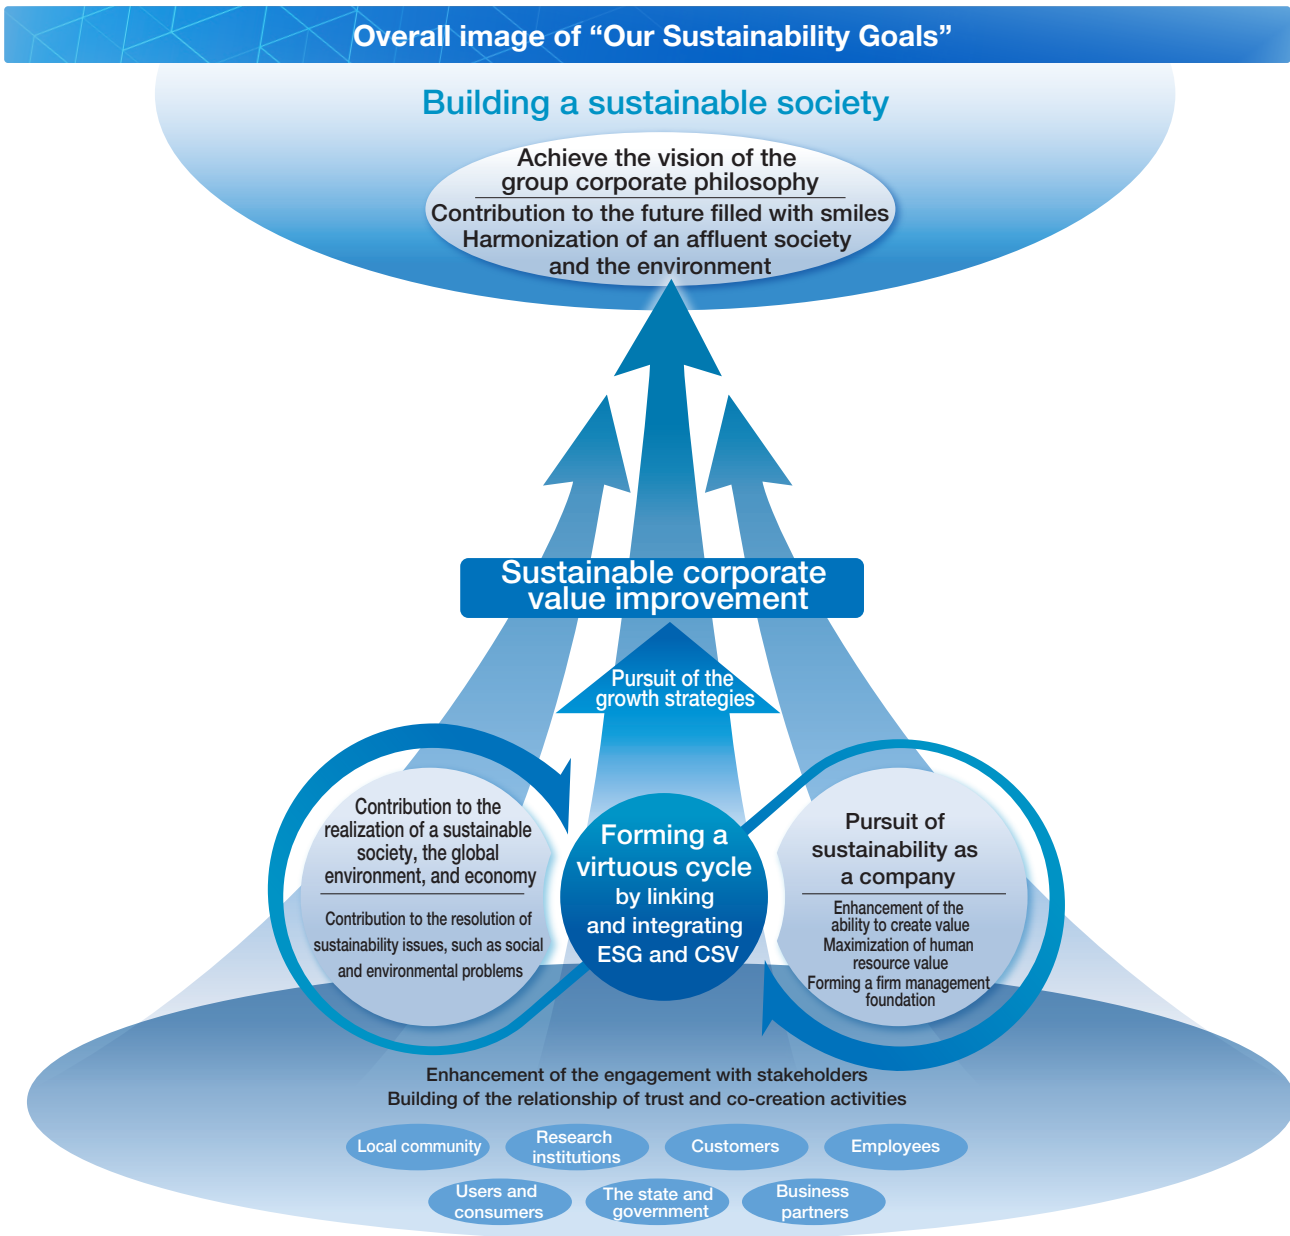 Overall image of “Our Sustainability Goals”
Building a sustainable society
Achieve the vision of the
group corporate philosophy
Contribution to the future filled with smiles
Harmonization of an affluent society
and the environment
Sustainable corporate
value improvement
Pursuit of the
growth strategies
Contribution to the
realization of a sustainable
society, the global
environment, and economy
Contribution to the resolution of
sustainability issues, such as social
and environmental problems
Forming a
virtuous cycle
by linking
and integrating
ESG and CSV
Pursuit of
sustainability as
a company
Enhancement of the
ability to create value
Maximization of human
resource value
Forming a firm management
foundation
Enhancement of the engagement with stakeholders
Building of the relationship of trust and co-creation activities
Local community
Research
institutions
Customers
Employees
Users and
consumers
The state and
government
Business
partners